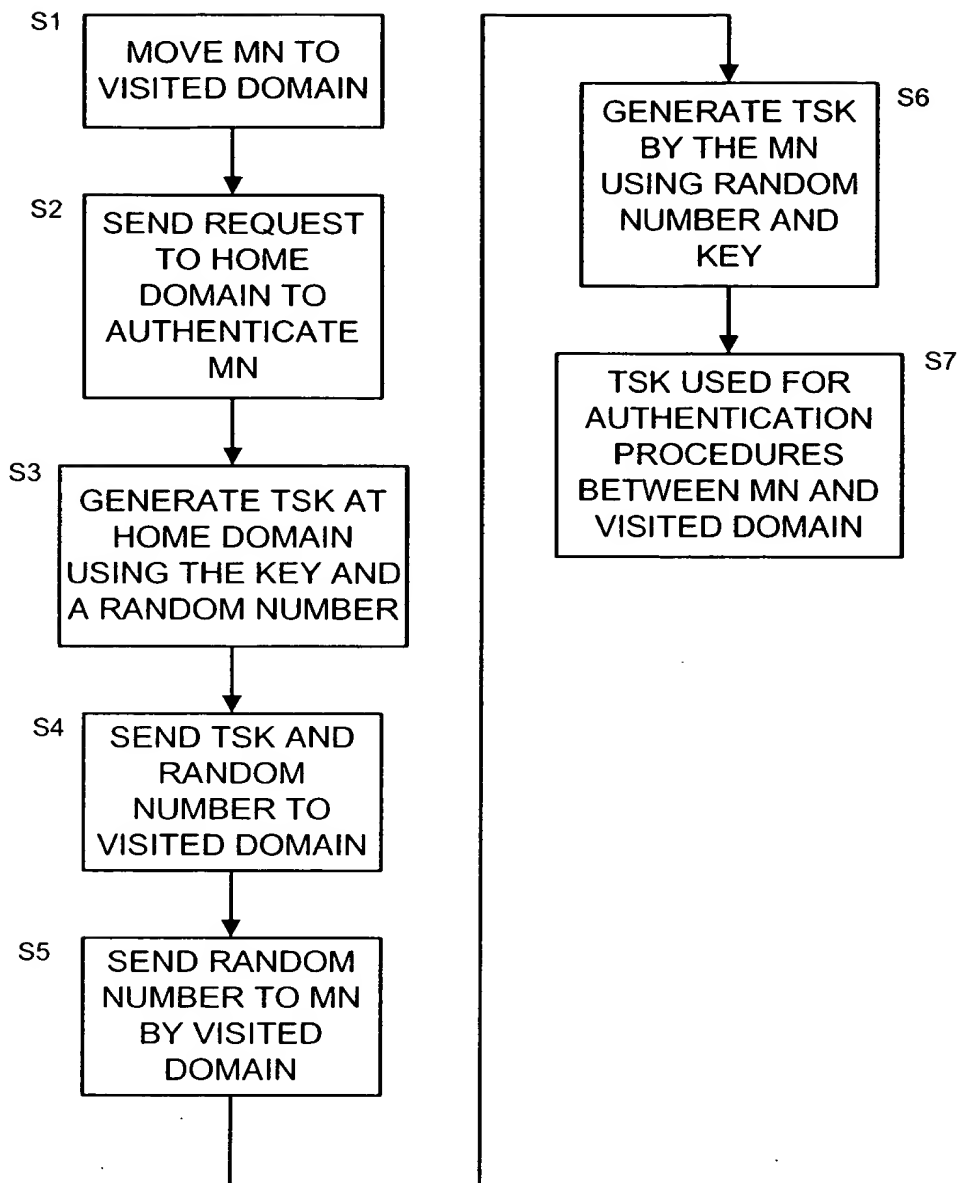 S1
MOVE MN TO
VISITED DOMAIN
S2
SEND REQUEST
TO HOME
DOMAIN TO
AUTHENTICATE
MN
S3
GENERATE TSK AT
HOME DOMAIN
USING THE KEY AND
A RANDOM NUMBER
S4
SEND TSK AND
RANDOM
NUMBER TO
VISITED DOMAIN
S5
SEND RANDOM
NUMBER TO MN
BY VISITED
DOMAIN
S6
GENERATE TSK
BY THE MN
USING RANDOM
NUMBER AND
KEY
S7
TSK USED FOR
AUTHENTICATION
PROCEDURES
BETWEEN MN AND
VISITED DOMAIN